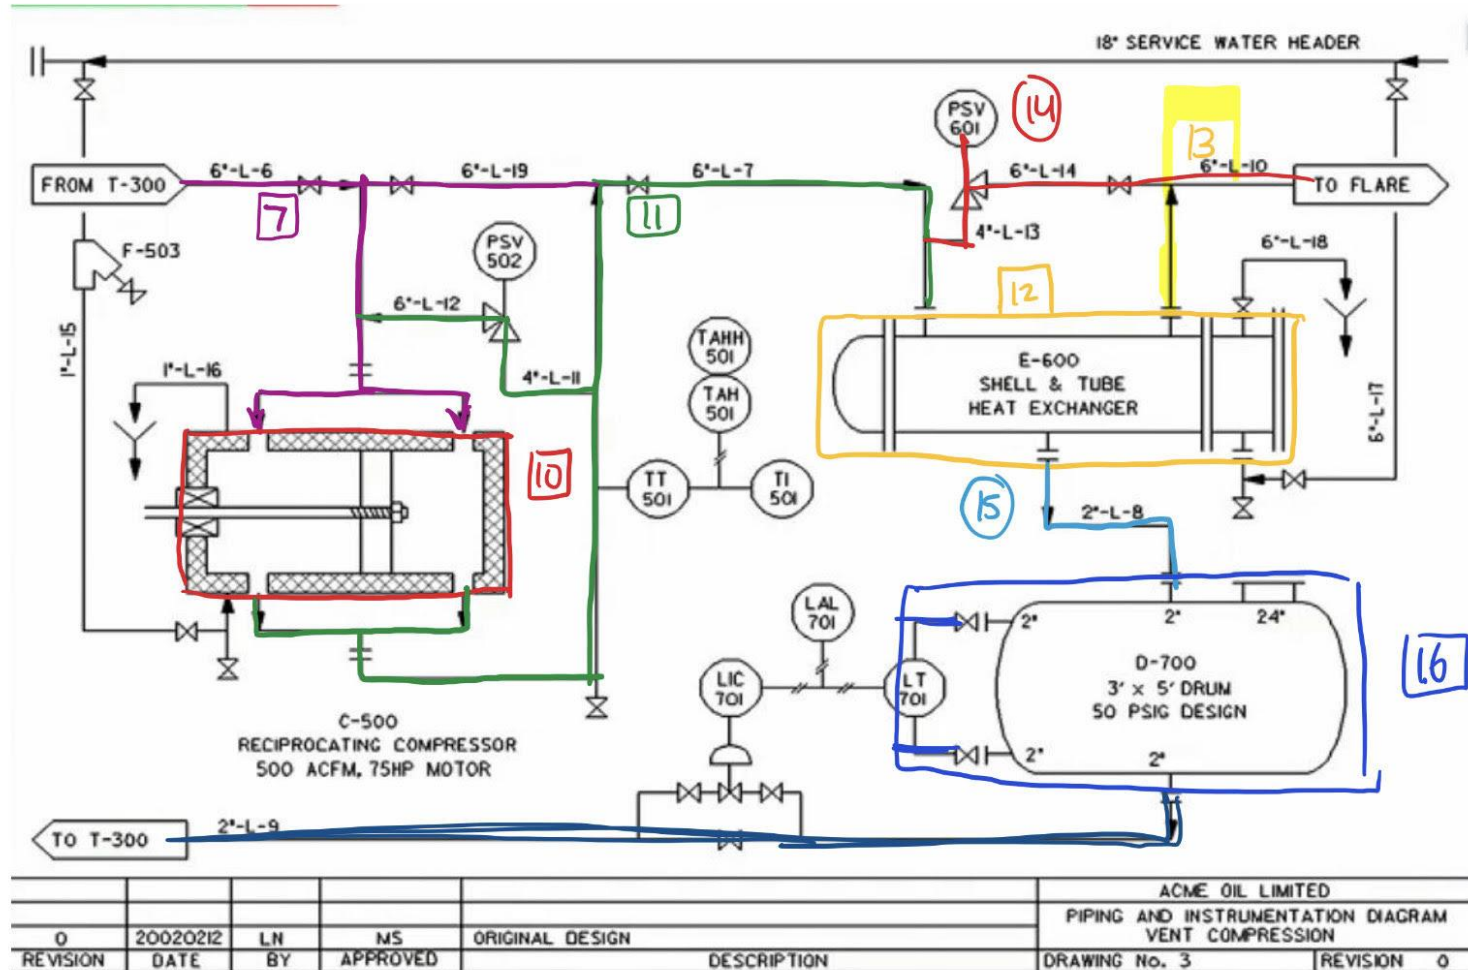 18" SERVICE WATER HEADER
PSV
601
14
13
6"-L-6
6"-L-19
6"-L-7
6"-L-14
6"-L-10
FROM T-300
TO FLARE
7
11
4"-L-13
F-503
PSV
502
6"-L-18
12
6"-L-12
TAHH
501
1"-L-15
E-600
SHELL & TUBE
HEAT EXCHANGER
1"-L-16
4"-L-11
TAH
501
6"-L-17
10
TT
501
TI
501
15
2"-L-8
LAL
701
2"
2"
24"
LIC
701
LT
701
D-700
3' x 5' DRUM
50 PSIG DESIGN
16
C-500
RECIPROCATING COMPRESSOR
500 ACFM, 75HP MOTOR
2"
2"
TO T-300
2"-L-9
ACME OIL LIMITED
PIPING AND INSTRUMENTATION DIAGRAM
VENT COMPRESSION
0 20020212 LN MS ORIGINAL DESIGN
REVISION DATE BY APPROVED DESCRIPTION DRAWING No. 3 REVISION 0